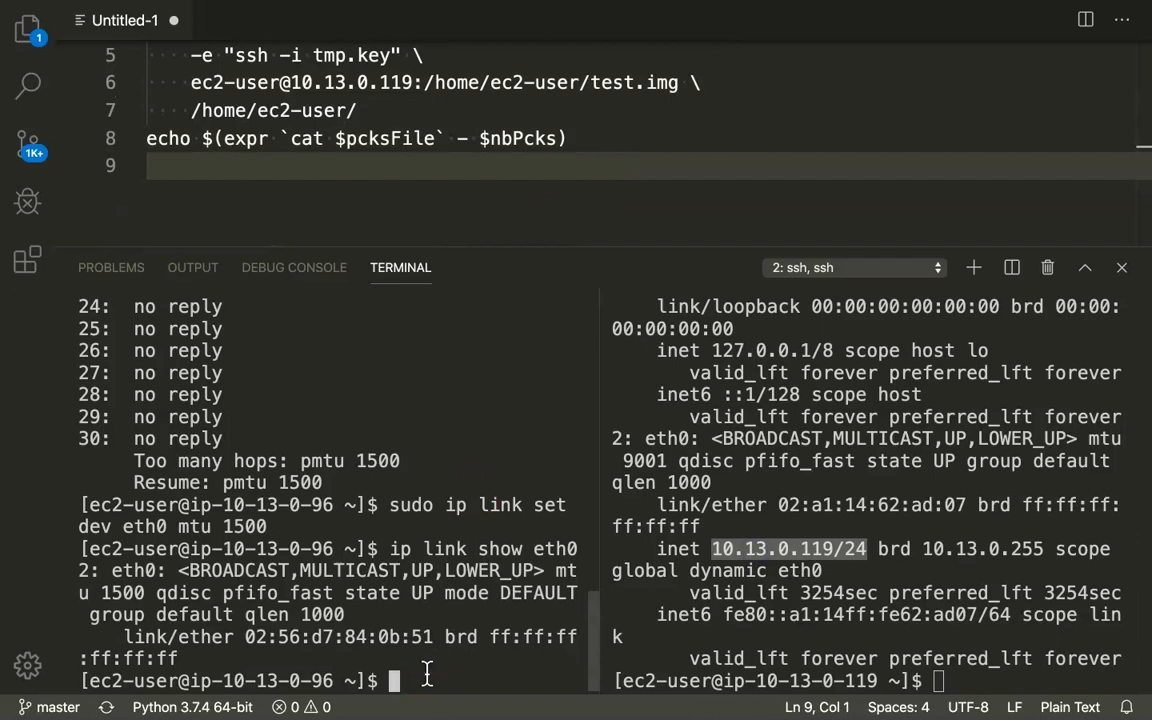 Untitled-1
1
1K+
5 -e "ssh -i tmp.key" \
6 ec2-user@10.13.0.119:/home/ec2-user/test.img \
7 /home/ec2-user/
8 echo $(expr `cat $pcksFile` - $nbPcks)
9
PROBLEMS OUTPUT DEBUG CONSOLE TERMINAL 2: ssh, ssh
24: no reply
25: no reply
26: no reply
27: no reply
28: no reply
29: no reply
30: no reply
Too many hops: pmtu 1500
Resume: pmtu 1500
[ec2-user@ip-10-13-0-96 ~]$ sudo ip link set
dev eth0 mtu 1500
[ec2-user@ip-10-13-0-96 ~]$ ip link show eth0
2: eth0: <BROADCAST,MULTICAST,UP,LOWER_UP> mt
u 1500 qdisc pfifo_fast state UP mode DEFAULT
group default qlen 1000
link/ether 02:56:d7:84:0b:51 brd ff:ff:ff
:ff:ff:ff
[ec2-user@ip-10-13-0-96 ~]$
link/loopback 00:00:00:00:00:00 brd 00:00:
00:00:00:00
inet 127.0.0.1/8 scope host lo
valid_lft forever preferred_lft forever
inet6 ::1/128 scope host
valid_lft forever preferred_lft forever
2: eth0: <BROADCAST,MULTICAST,UP,LOWER_UP> mtu
9001 qdisc pfifo_fast state UP group default
qlen 1000
link/ether 02:a1:14:62:ad:07 brd ff:ff:ff:
ff:ff:ff
inet 10.13.0.119/24 brd 10.13.0.255 scope
global dynamic eth0
valid_lft 3254sec preferred_lft 3254sec
inet6 fe80::a1:14ff:fe62:ad07/64 scope lin
k
valid_lft forever preferred_lft forever
[ec2-user@ip-10-13-0-119 ~]$
master Python 3.7.4 64-bit 0 0 Ln 9, Col 1 Spaces: 4 UTF-8 LF Plain Text